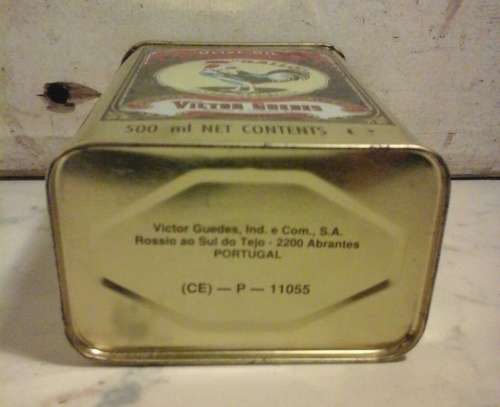 VICTOR GUEDES
500 ml NET CONTENTS
Victor Guedes, Ind. e Com., S.A.
Rossio ao Sul do Tejo - 2200 Abrantes
PORTUGAL
(CE) — P — 11055